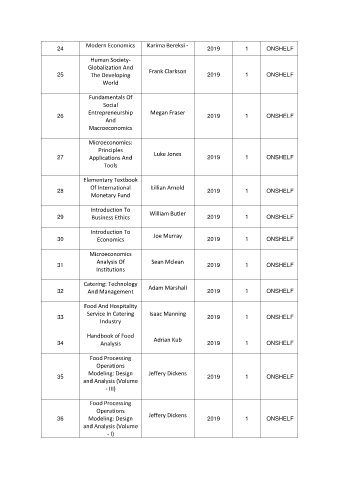 24 Modern Economics Karima Bereksi - 2019 1 ONSHELF
Human Society-
Globalization And
25 The Developing Frank Clarkson 2019 1 ONSHELF
World
Fundamentals Of
Social
26 Entrepreneurship Megan Fraser 2019 1 ONSHELF
And
Macroeconomics
Microeconomics:
Principles
27 Applications And Luke Jones 2019 1 ONSHELF
Tools
Elementary Textbook
28 Of International Lillian Arnold 2019 1 ONSHELF
Monetary Fund
Introduction To
29 Business Ethics William Butler 2019 1 ONSHELF
Introduction To
30 Economics Joe Murray 2019 1 ONSHELF
Microeconomics
31 Analysis Of Sean Mclean 2019 1 ONSHELF
Institutions
Catering: Technology
32 And Management Adam Marshall 2019 1 ONSHELF
Food And Hospitality
33 Service In Catering Isaac Manning 2019 1 ONSHELF
Industry
Handbook of Food
34 Analysis Adrian Kub 2019 1 ONSHELF
Food Processing
Operations
35 Modeling: Design Jeffery Dickens 2019 1 ONSHELF
and Analysis (Volume
- III)
Food Processing
Operations
36 Modeling: Design Jeffery Dickens 2019 1 ONSHELF
and Analysis (Volume
- I)